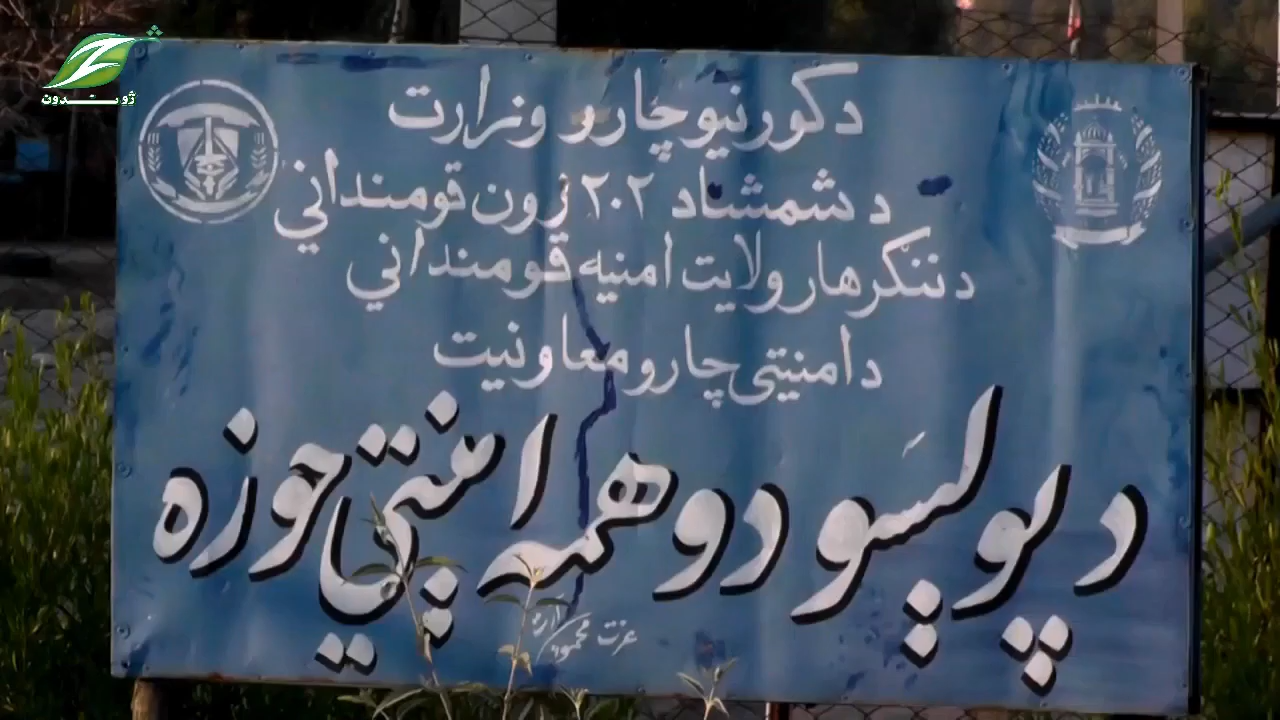 ژوندون
د کورنیو چارو وزارت
د شمشاد ۲۰۲ زون قومنداني
د ننګرهار ولایت امنیه قومنداني
د امنیتي چارو معاونیت
د پولیسو دوهمه امنیتي حوزه
عزت محمود